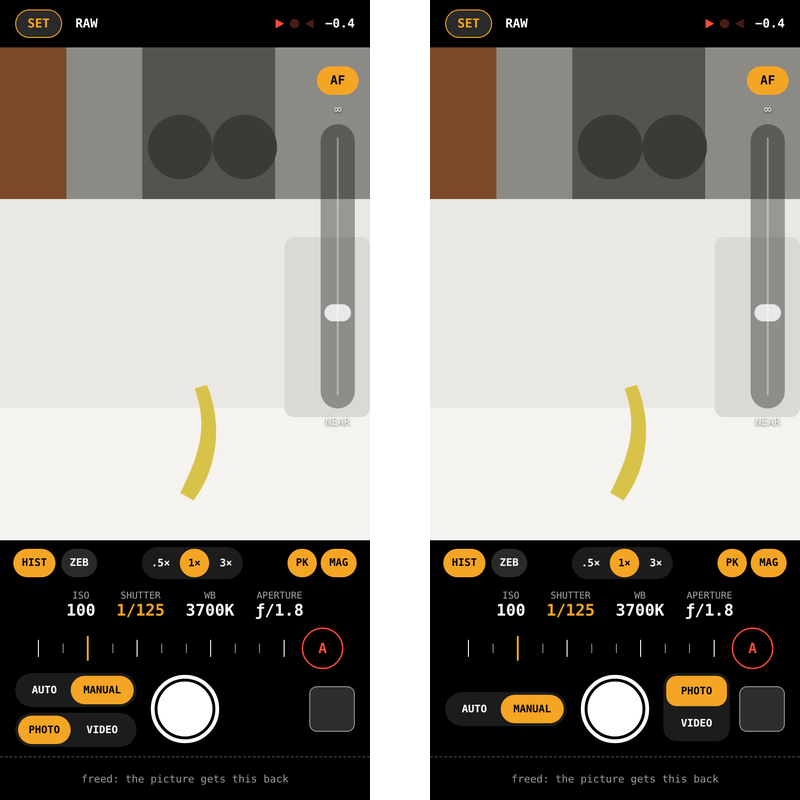 SET RAW −0.4
AF
∞
NEAR
HIST ZEB .5× 1× 3× PK MAG
ISO SHUTTER WB APERTURE
100 1/125 3700K ƒ/1.8
A
AUTO MANUAL
PHOTO VIDEO
freed: the picture gets this back
SET RAW −0.4
AF
∞
NEAR
HIST ZEB .5× 1× 3× PK MAG
ISO SHUTTER WB APERTURE
100 1/125 3700K ƒ/1.8
A
AUTO MANUAL
PHOTO
VIDEO
freed: the picture gets this back